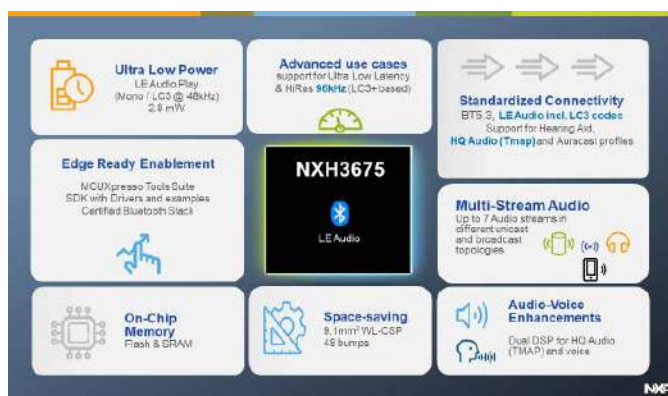 Ultra Low Power
LE Audio Play
(Mono / LC3 @ 48kHz)
2.8 mW
Advanced use cases
support for Ultra Low Latency
& HiRes 96kHz (LC3+ based)
Standardized Connectivity
BT5.3, LE Audio incl. LC3 codec
Support for Hearing Aid,
HQ Audio (Tmap) and Auracast profiles
Edge Ready Enablement
MCUXpresso Tools Suite
SDK with Drivers and examples
Certified Bluetooth Stack
NXH3675
LE Audio
Multi-Stream Audio
Up to 7 Audio streams in
different unicast
and broadcast
topologies
On-Chip
Memory
Flash & SRAM
Space-saving
9.1mm² WL-CSP
49 bumps
Audio-Voice
Enhancements
Dual DSP for HQ Audio
(TMAP) and voice
NXP